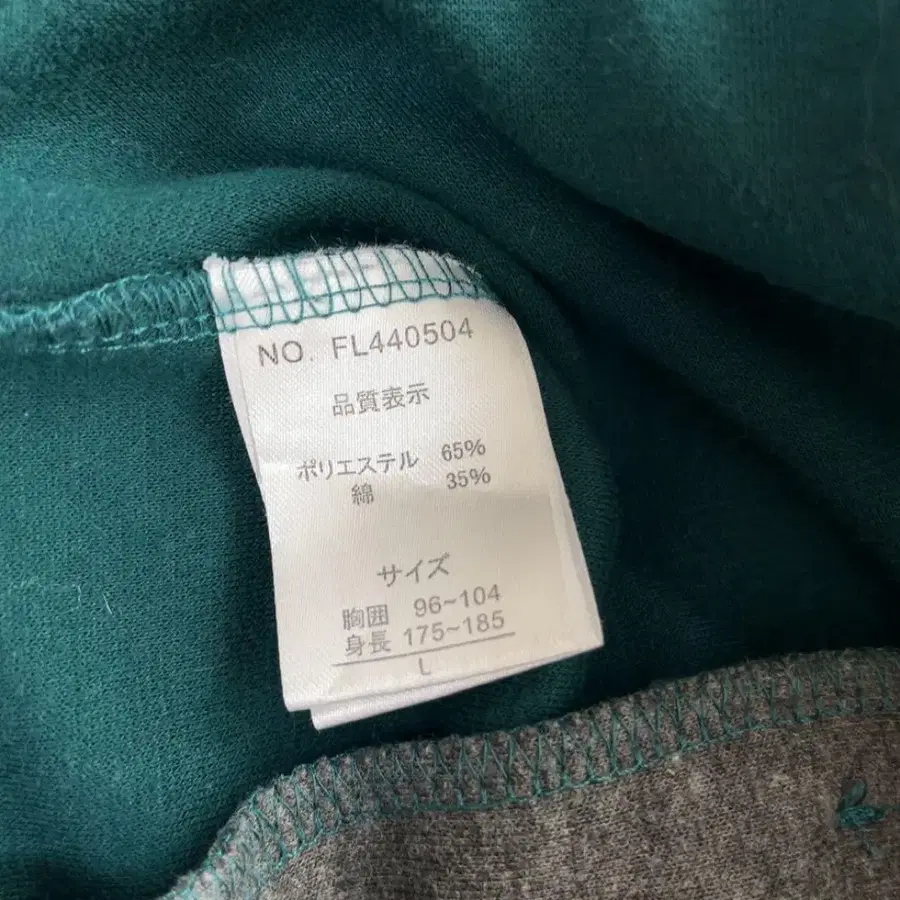 NO. FL440504
品質表示
ポリエステル 65%
綿 35%
サイズ
胸囲 96~104
身長 175~185
L